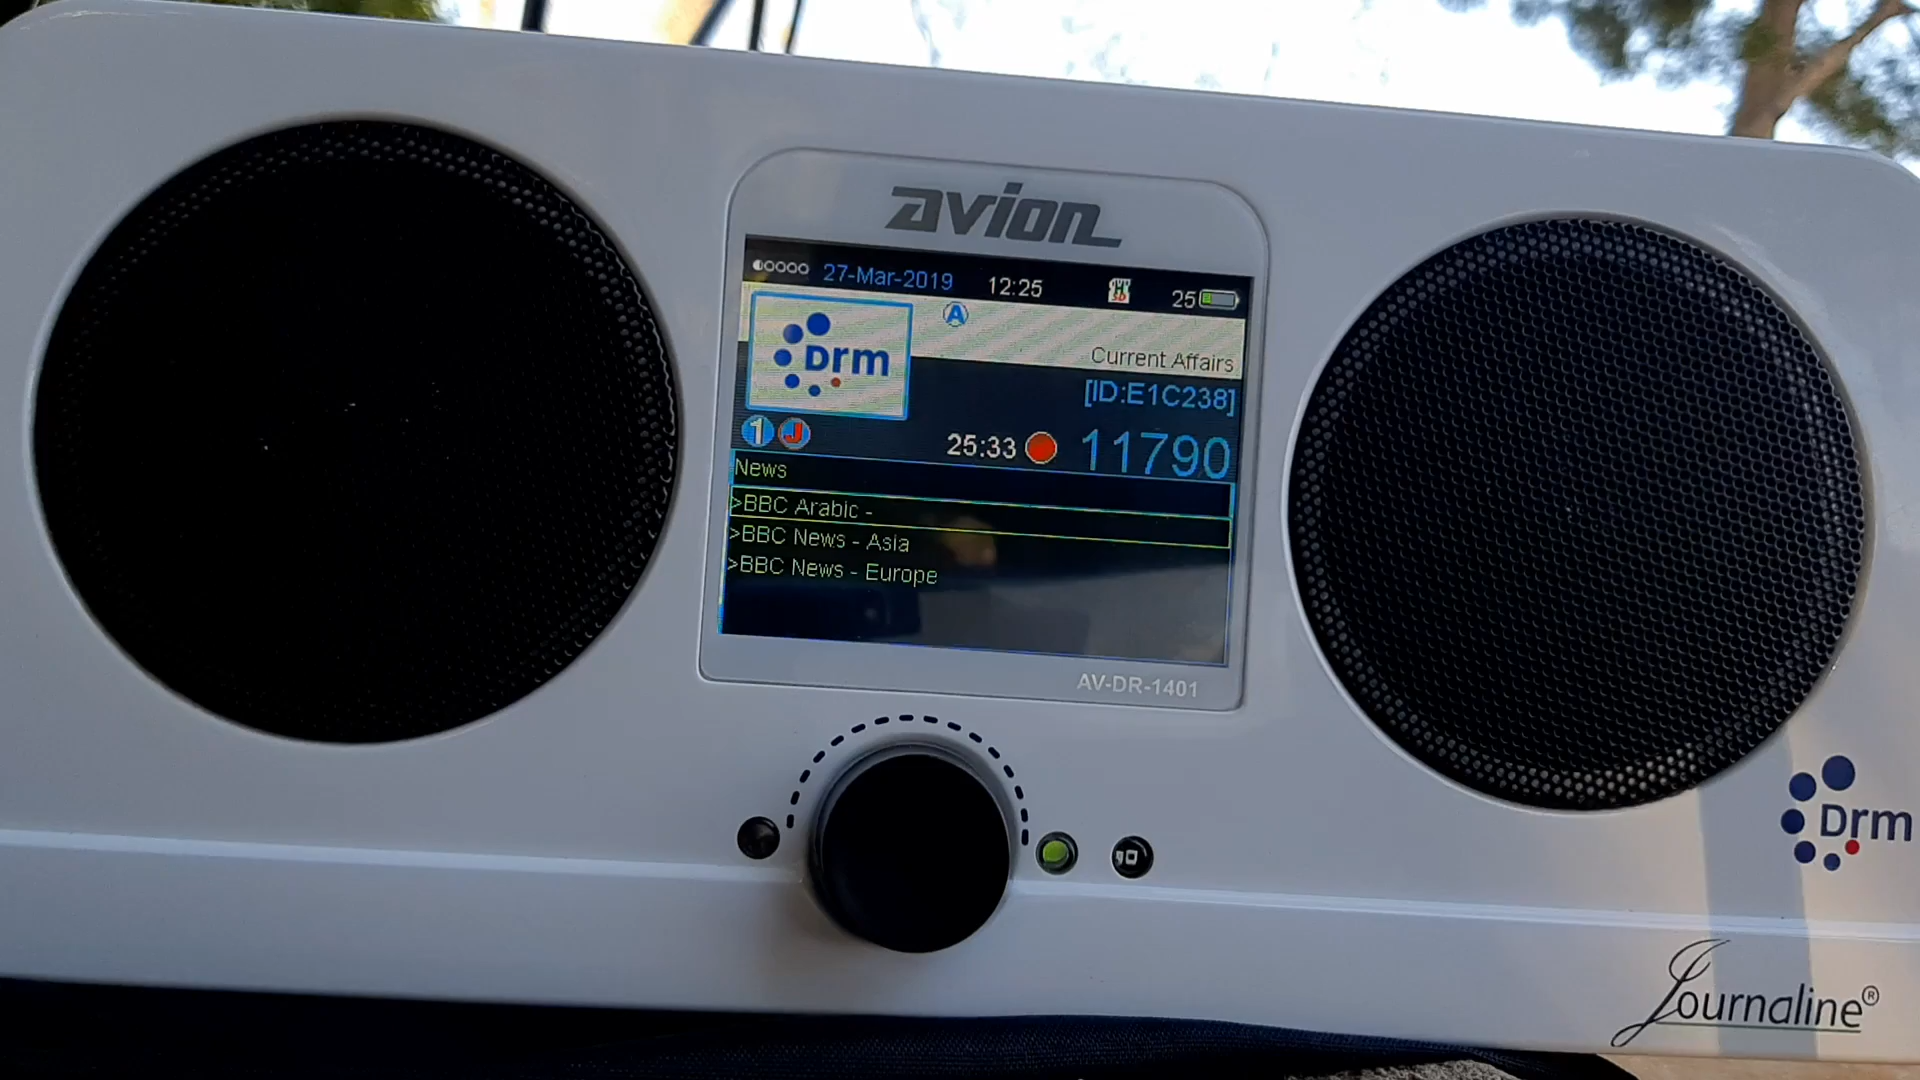 avion
27-Mar-2019 12:25 25
A
Drm
Current Affairs
[ID:E1C238]
1 J 25:33 11790
News
>BBC Arabic -
>BBC News - Asia
>BBC News - Europe
AV-DR-1401
Drm
Journaline®